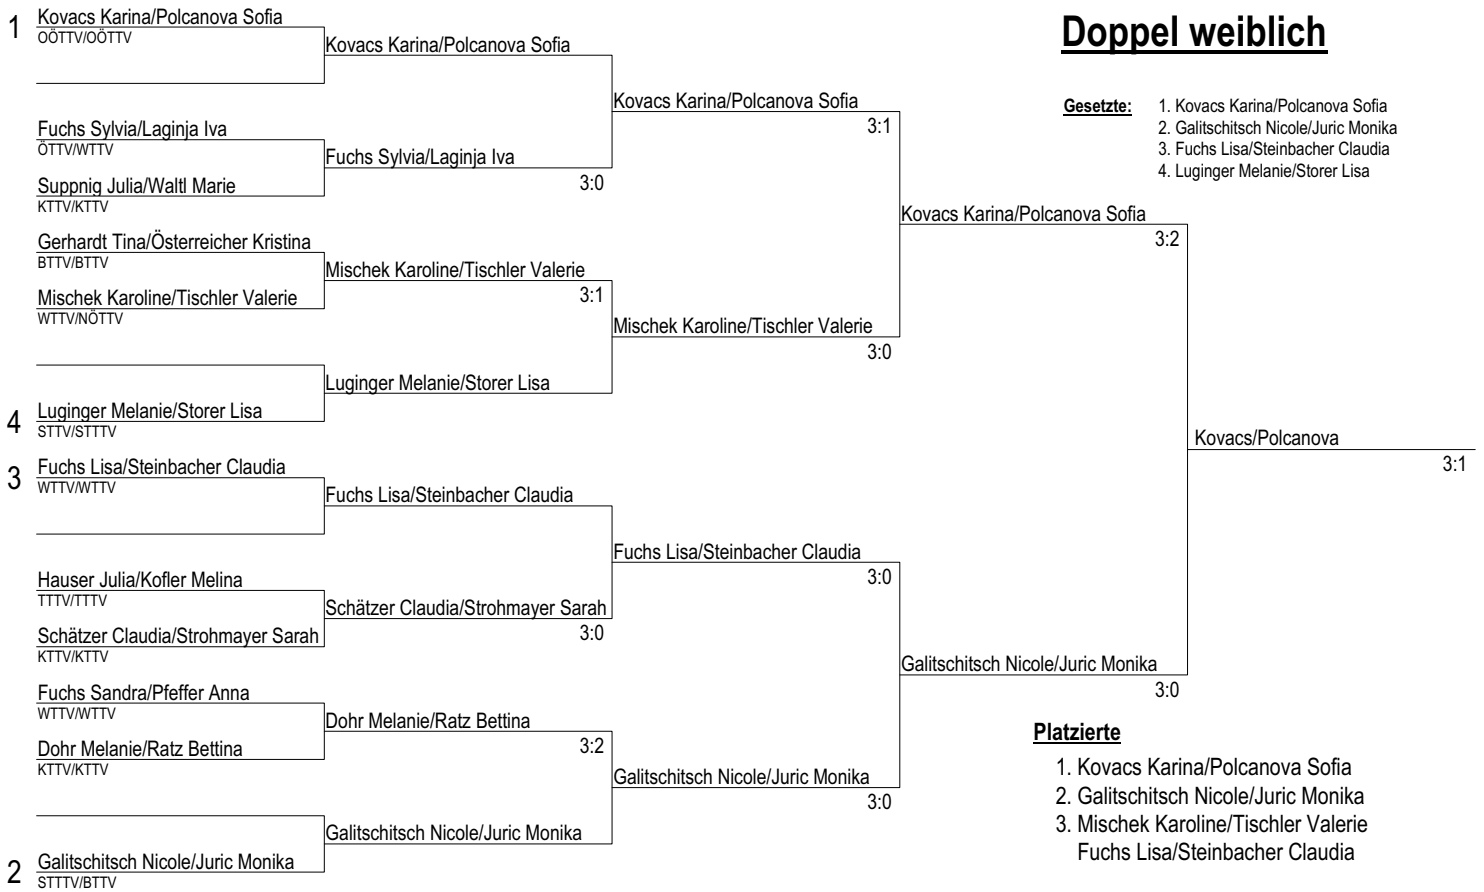 Doppel weiblich
Gesetzte:
1. Kovacs Karina/Polcanova Sofia
2. Galitschitsch Nicole/Juric Monika
3. Fuchs Lisa/Steinbacher Claudia
4. Luginger Melanie/Storer Lisa
1
Kovacs Karina/Polcanova Sofia
OÖTTV/OÖTTV
Fuchs Sylvia/Laginja Iva
ÖTTV/WTTV
Suppnig Julia/Waltl Marie
KTTV/KTTV
Gerhardt Tina/Österreicher Kristina
BTTV/BTTV
Mischek Karoline/Tischler Valerie
WTTV/NÖTTV
4
Luginger Melanie/Storer Lisa
STTV/STTTV
3
Fuchs Lisa/Steinbacher Claudia
WTTV/WTTV
Hauser Julia/Kofler Melina
TTTV/TTTV
Schätzer Claudia/Strohmayer Sarah
KTTV/KTTV
Fuchs Sandra/Pfeffer Anna
WTTV/WTTV
Dohr Melanie/Ratz Bettina
KTTV/KTTV
2
Galitschitsch Nicole/Juric Monika
STTTV/BTTV
Kovacs Karina/Polcanova Sofia
Fuchs Sylvia/Laginja Iva
3:0
Mischek Karoline/Tischler Valerie
3:1
Luginger Melanie/Storer Lisa
Fuchs Lisa/Steinbacher Claudia
Schätzer Claudia/Strohmayer Sarah
3:0
Dohr Melanie/Ratz Bettina
3:2
Galitschitsch Nicole/Juric Monika
Kovacs Karina/Polcanova Sofia
3:1
Mischek Karoline/Tischler Valerie
3:0
Fuchs Lisa/Steinbacher Claudia
3:0
Galitschitsch Nicole/Juric Monika
3:0
Kovacs Karina/Polcanova Sofia
3:2
Galitschitsch Nicole/Juric Monika
3:0
Kovacs/Polcanova
3:1
Platzierte
1. Kovacs Karina/Polcanova Sofia
2. Galitschitsch Nicole/Juric Monika
3. Mischek Karoline/Tischler Valerie
Fuchs Lisa/Steinbacher Claudia